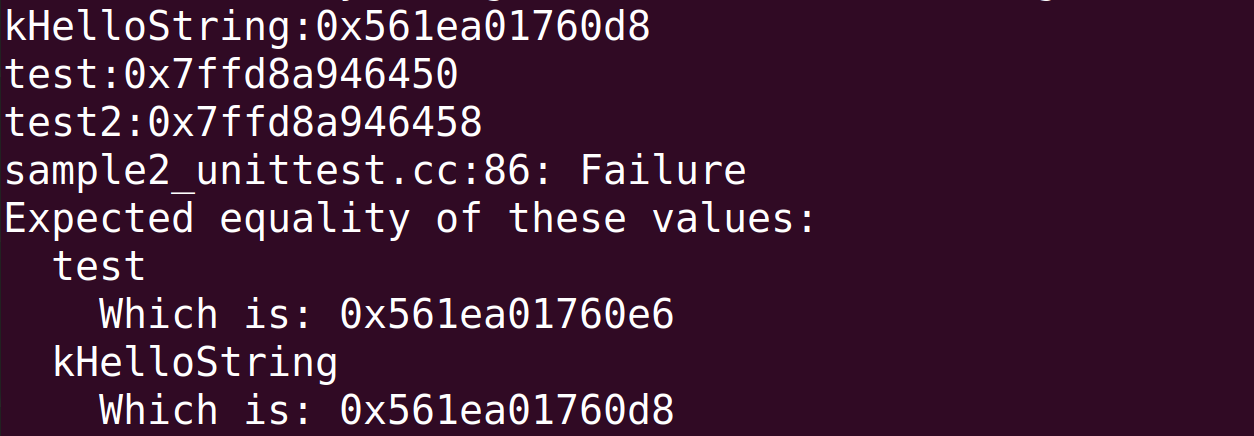 kHelloString:0x561ea01760d8
test:0x7ffd8a946450
test2:0x7ffd8a946458
sample2_unittest.cc:86: Failure
Expected equality of these values:
  test
    Which is: 0x561ea01760e6
  kHelloString
    Which is: 0x561ea01760d8